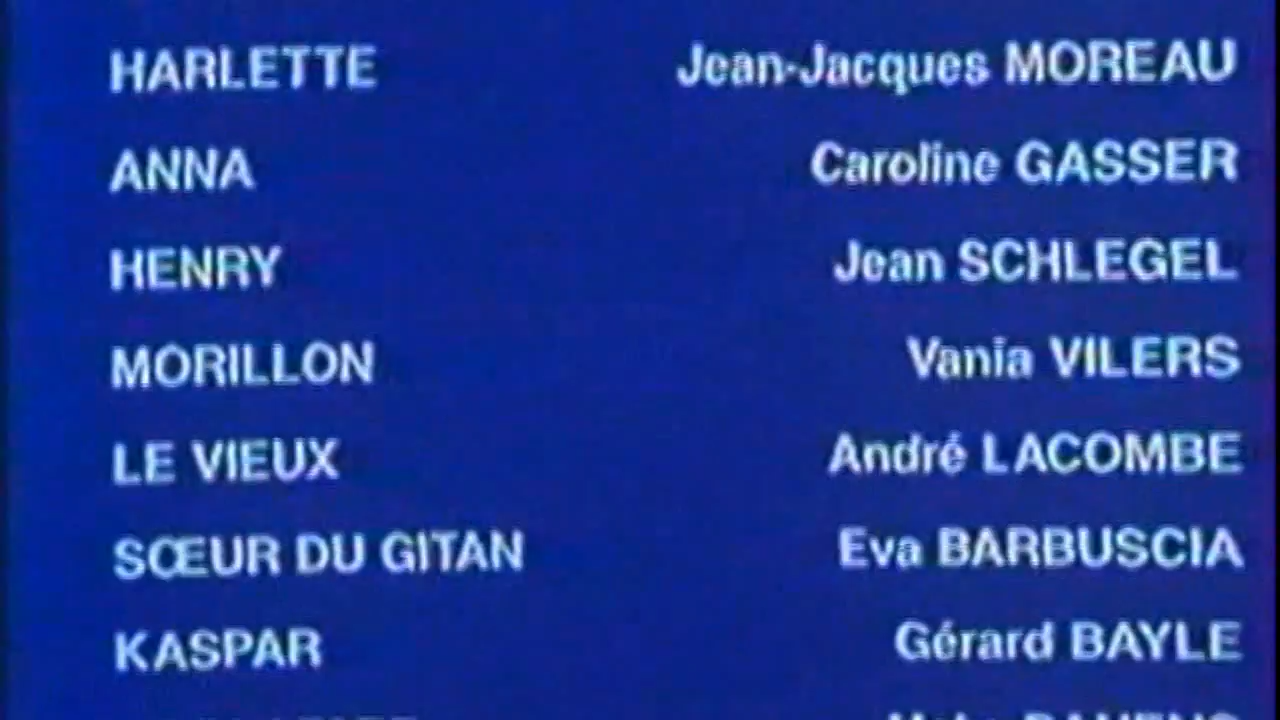 HARLETTE Jean-Jacques MOREAU
ANNA Caroline GASSER
HENRY Jean SCHLEGEL
MORILLON Vania VILERS
LE VIEUX André LACOMBE
SŒUR DU GITAN Eva BARBUSCIA
KASPAR Gérard BAYLE